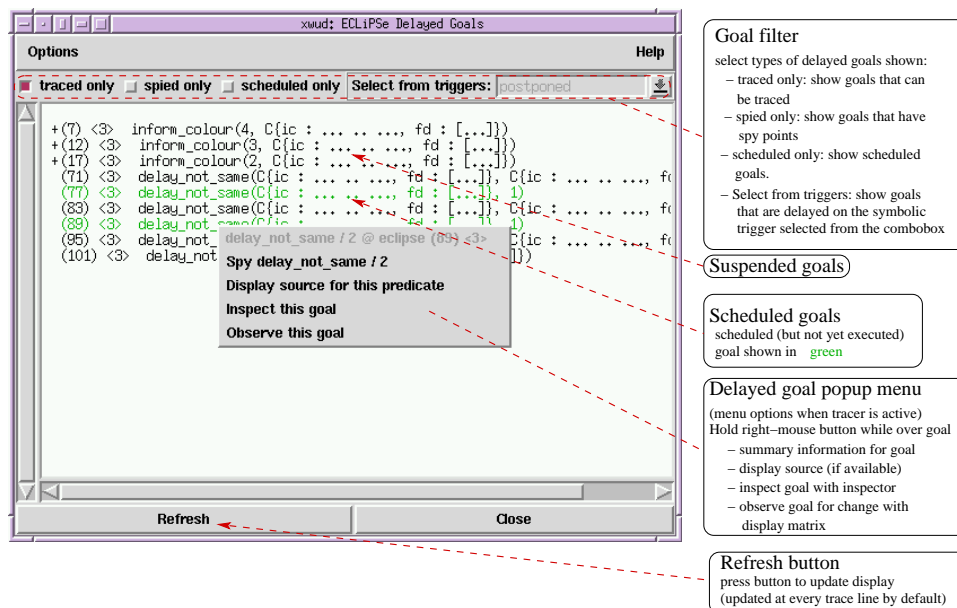 xwud: ECLiPSe Delayed Goals
Options Help
traced only spied only scheduled only Select from triggers: postponed
+(7) <3> inform_colour(4, C{ic : ... .. ..., fd : [...]})
+(12) <3> inform_colour(3, C{ic : ... .. ..., fd : [...]})
+(17) <3> inform_colour(2, C{ic : ... .. ..., fd : [...]})
(71) <3> delay_not_same(C{ic : ... .. ..., fd : [...]}, C{ic : ... .. ..., fd
(77) <3> delay_not_same(C{ic : ... .. ..., fd : [...]}, 1)
(83) <3> delay_not_same(C{ic : ... .. ..., fd : [...]}, C{ic : ... .. ..., fd
(89) <3> delay_not_same(C{ic : ... .. ..., fd : [...]}, 1)
(95) <3> delay_not C{ic : ... .. ..., fd
(101) <3> delay_not ]})
delay_not_same / 2 @ eclipse (89) <3>
Spy delay_not_same / 2
Display source for this predicate
Inspect this goal
Observe this goal
Refresh Close
Goal filter
select types of delayed goals shown:
– traced only: show goals that can
be traced
– spied only: show goals that have
spy points
– scheduled only: show scheduled
goals.
– Select from triggers: show goals
that are delayed on the symbolic
trigger selected from the combobox
Suspended goals
Scheduled goals
scheduled (but not yet executed)
goal shown in green
Delayed goal popup menu
(menu options when tracer is active)
Hold right–mouse button while over goal
– summary information for goal
– display source (if available)
– inspect goal with inspector
– observe goal for change with
display matrix
Refresh button
press button to update display
(updated at every trace line by default)